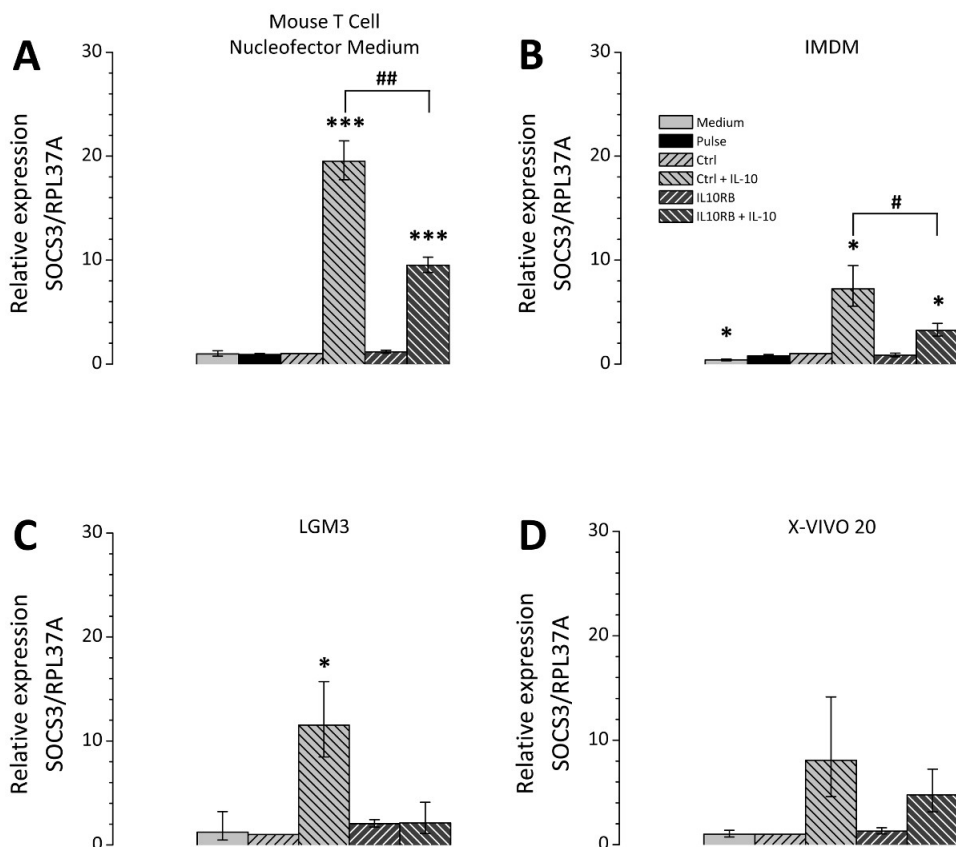 A
Mouse T Cell
Nucleofector Medium
Relative expression
SOCS3/RPL37A
30
20
10
0
***
##
***
B
IMDM
Relative expression
SOCS3/RPL37A
30
20
10
0
Medium
Pulse
Ctrl
Ctrl + IL-10
IL10RB
IL10RB + IL-10
*
*
#
*
C
LGM3
Relative expression
SOCS3/RPL37A
30
20
10
0
*
D
X-VIVO 20
Relative expression
SOCS3/RPL37A
30
20
10
0